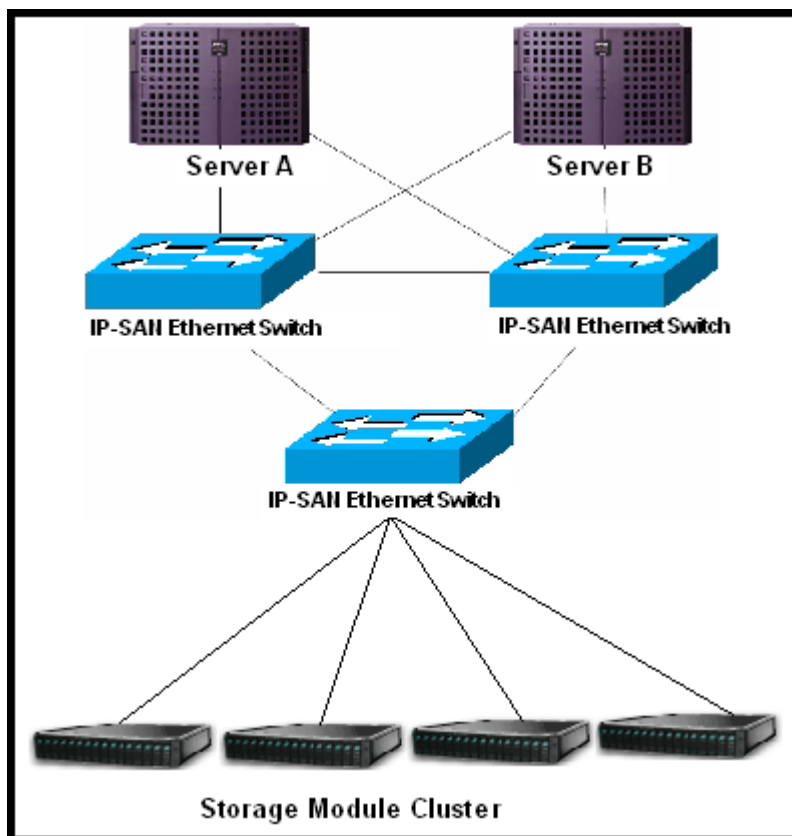 Server A
Server B
IP-SAN Ethernet Switch
IP-SAN Ethernet Switch
IP-SAN Ethernet Switch
Storage Module Cluster